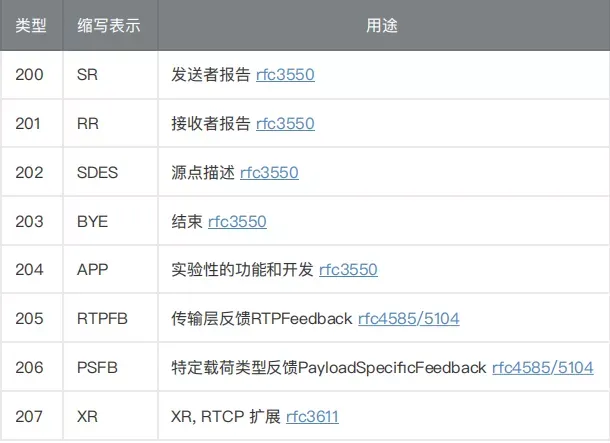 类型 缩写表示 用途
200 SR 发送者报告 rfc3550
201 RR 接收者报告 rfc3550
202 SDES 源点描述 rfc3550
203 BYE 结束 rfc3550
204 APP 实验性的功能和开发 rfc3550
205 RTPFB 传输层反馈RTPFeedback rfc4585/5104
206 PSFB 特定载荷类型反馈PayloadSpecificFeedback rfc4585/5104
207 XR XR, RTCP 扩展 rfc3611